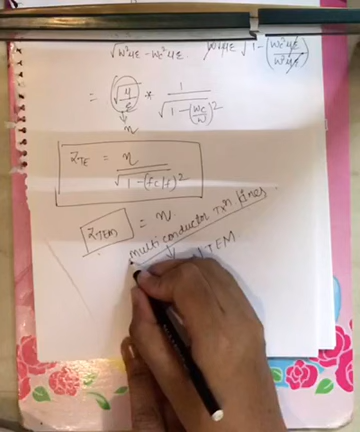 √ω²με − ωc²με  ωμε √1−(ωc²με/ω²με)
= √(μ/ε) * 1/√1−(ωc/ω)²
η
Z_TE = η/√1−(fc/f)²
Z_TEM = η.
multi conductor Txn lines
TEM